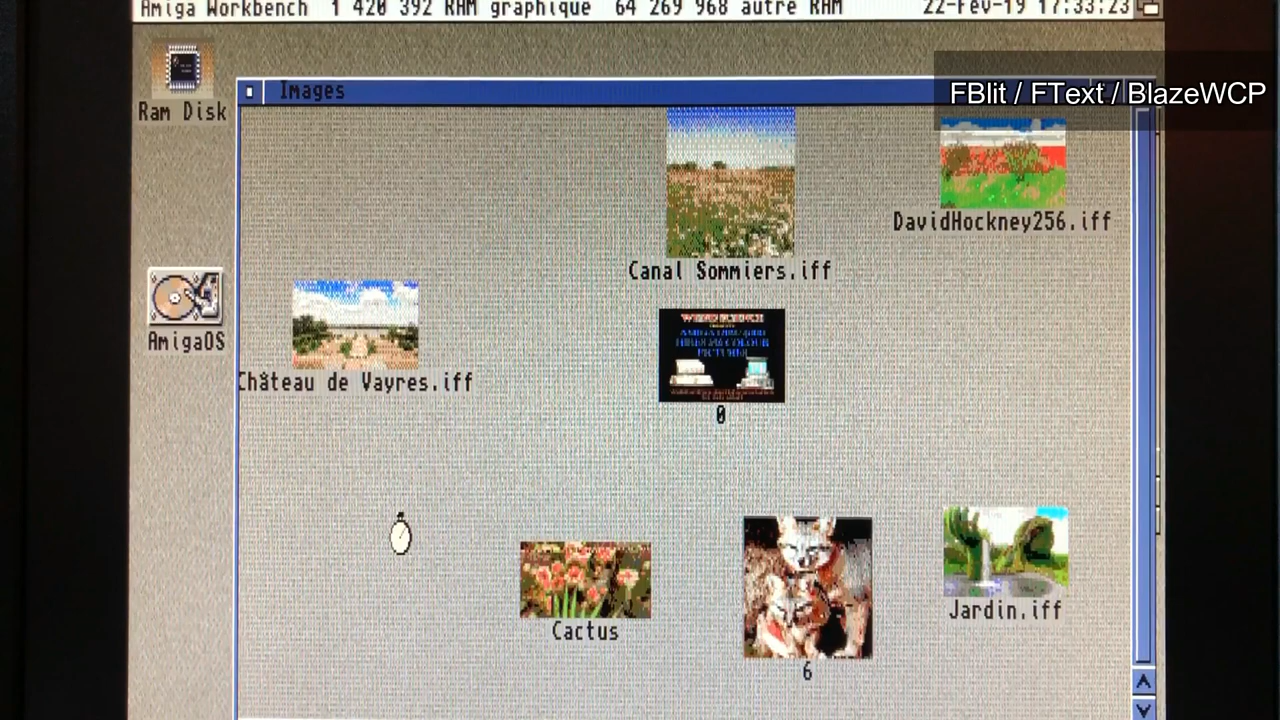 Amiga Workbench 1 420 392 RAM graphique 64 269 968 autre RAM 22-Fév-19 17:33:23
FBlit / FText / BlazeWCP
Images
Ram Disk
DavidHockney256.iff
Canal Sommiers.iff
AmigaOS
Château de Vayres.iff
0
Jardin.iff
Cactus
6